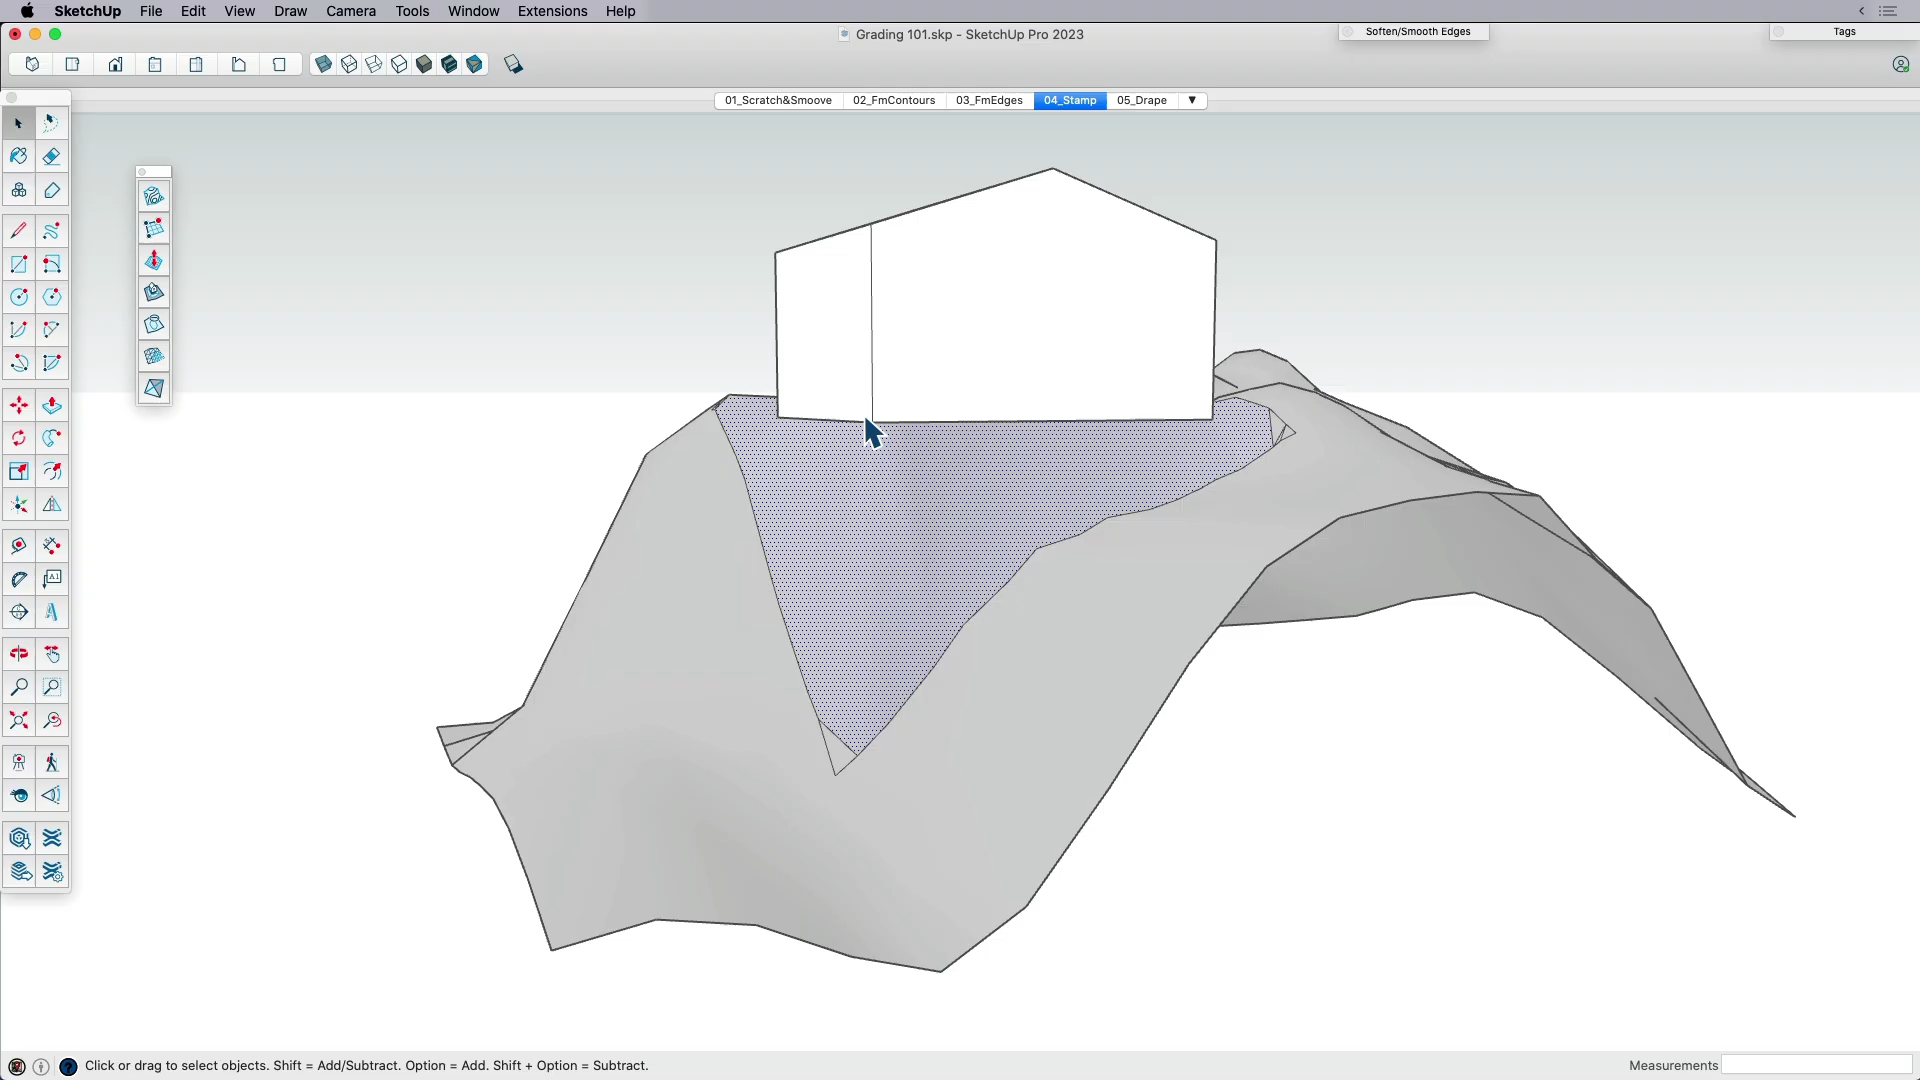 SketchUp File Edit View Draw Camera Tools Window Extensions Help
Grading 101.skp - SketchUp Pro 2023
Soften/Smooth Edges
Tags
01_Scratch&Smoove 02_FmContours 03_FmEdges 04_Stamp 05_Drape
A1
Click or drag to select objects. Shift = Add/Subtract. Option = Add. Shift + Option = Subtract.
Measurements